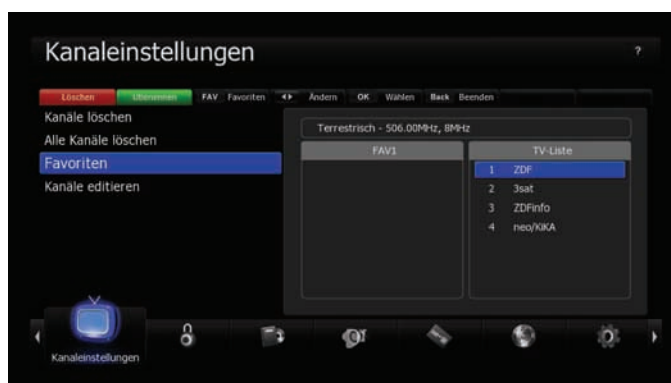 Kanaleinstellungen
?
Löschen FAV Favoriten Ändern OK Wählen Back Beenden
Kanäle löschen
Alle Kanäle löschen
Favoriten
Kanäle editieren
Terrestrisch - 506.00MHz, 8MHz
FAV1
TV-Liste
1 ZDF
2 3sat
3 ZDFinfo
4 neo/KiKA
Kanaleinstellungen